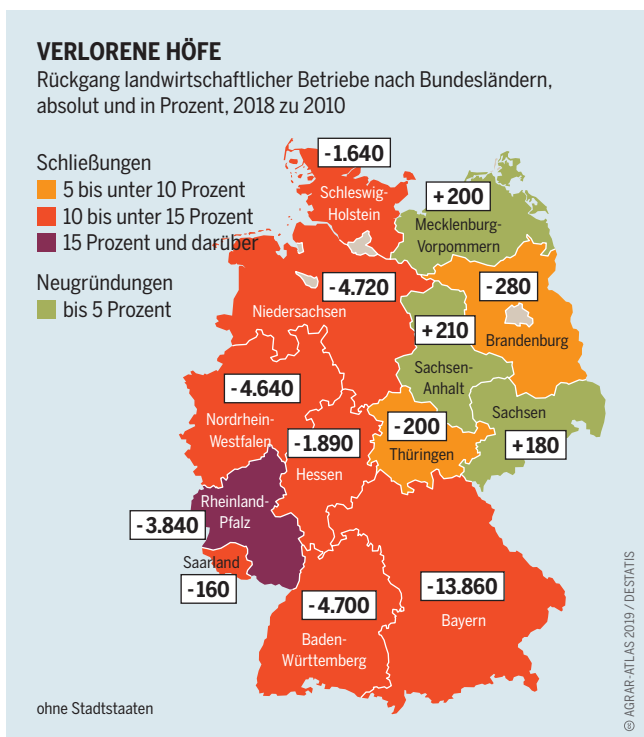 VERLORENE HÖFE
Rückgang landwirtschaftlicher Betriebe nach Bundesländern,
absolut und in Prozent, 2018 zu 2010
Schließungen
5 bis unter 10 Prozent
10 bis unter 15 Prozent
15 Prozent und darüber
Neugründungen
bis 5 Prozent
-1.640
Schleswig-
Holstein
+200
Mecklenburg-
Vorpommern
-4.720
Niedersachsen
-280
Brandenburg
+210
Sachsen-
Anhalt
-4.640
Nordrhein-
Westfalen
-1.890
Hessen
-200
Thüringen
Sachsen
+180
Rheinland-
Pfalz
-3.840
Saarland
-160
-4.700
Baden-
Württemberg
-13.860
Bayern
ohne Stadtstaaten
© AGRAR-ATLAS 2019 / DESTATIS